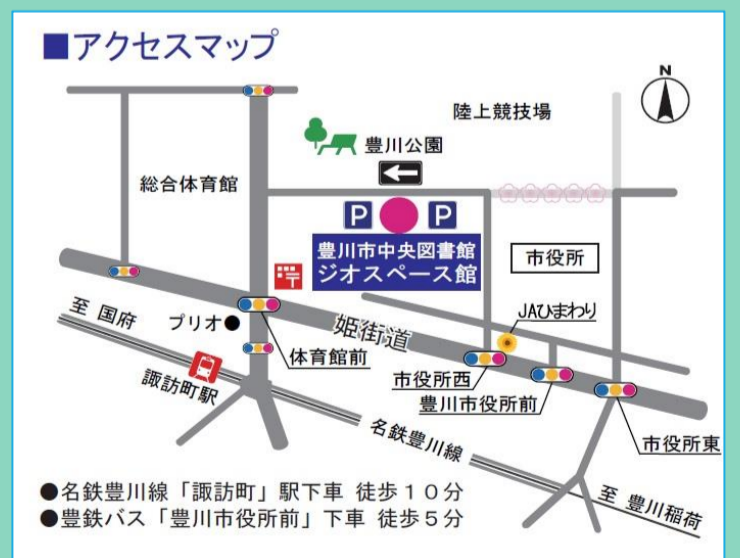 ■アクセスマップ
N
陸上競技場
豊川公園
総合体育館
P
P
豊川市中央図書館
ジオスペース館
市役所
〒
JAひまわり
至 国府
プリオ●
姫街道
体育館前
諏訪町駅
市役所西
豊川市役所前
市役所東
名鉄豊川線
至 豊川稲荷
●名鉄豊川線「諏訪町」駅下車 徒歩10分
●豊鉄バス「豊川市役所前」下車 徒歩5分